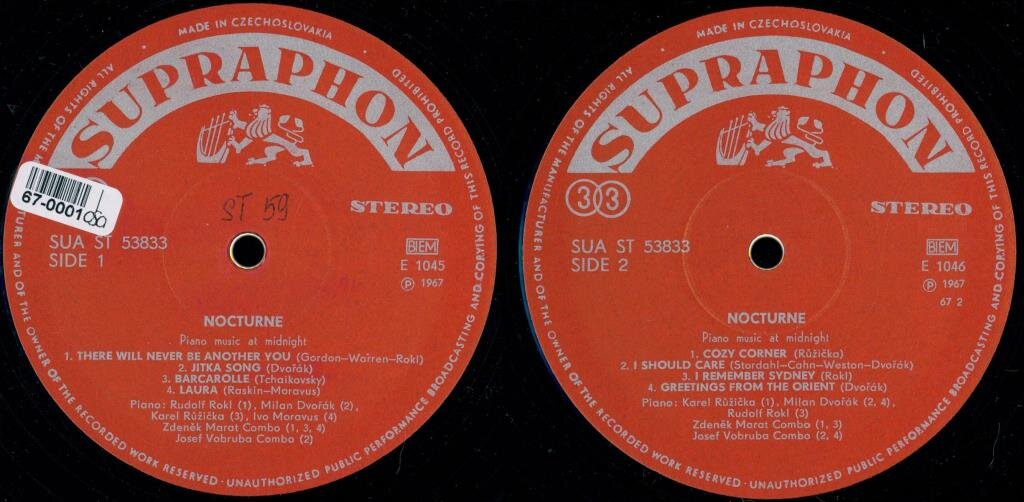 MADE IN CZECHOSLOVAKIA
SUPRAPHON
ALL RIGHTS OF THE MANUFACTURER AND OF THE OWNER OF THE RECORDED WORK RESERVED · UNAUTHORIZED PUBLIC PERFORMANCE BROADCASTING AND COPYING OF THIS RECORD PROHIBITED
67-0001
ST 59
STEREO
SUA ST 53833
SIDE 1
BIEM
E 1045
Ⓟ 1967
NOCTURNE
Piano music at midnight
1. THERE WILL NEVER BE ANOTHER YOU (Gordon—Warren—Rokl)
2. JITKA SONG (Dvořák)
3. BARCAROLLE (Tchaikovsky)
4. LAURA (Raskin—Moravus)
Piano: Rudolf Rokl (1), Milan Dvořák (2),
Karel Růžička (3), Ivo Moravus (4)
Zdeněk Marat Combo (1, 3, 4)
Josef Vobruba Combo (2)
MADE IN CZECHOSLOVAKIA
SUPRAPHON
ALL RIGHTS OF THE MANUFACTURER AND OF THE OWNER OF THE RECORDED WORK RESERVED · UNAUTHORIZED PUBLIC PERFORMANCE BROADCASTING AND COPYING OF THIS RECORD PROHIBITED
33
STEREO
SUA ST 53833
SIDE 2
BIEM
E 1046
Ⓟ 1967
67 2
NOCTURNE
Piano music at midnight
1. COZY CORNER (Růžička)
2. I SHOULD CARE (Stordahl—Cahn—Weston—Dvořák)
3. I REMEMBER SYDNEY (Rokl)
4. GREETINGS FROM THE ORIENT (Dvořák)
Piano: Karel Růžička (1), Milan Dvořák (2, 4),
Rudolf Rokl (3)
Zdeněk Marat Combo (1, 3)
Josef Vobruba Combo (2, 4)